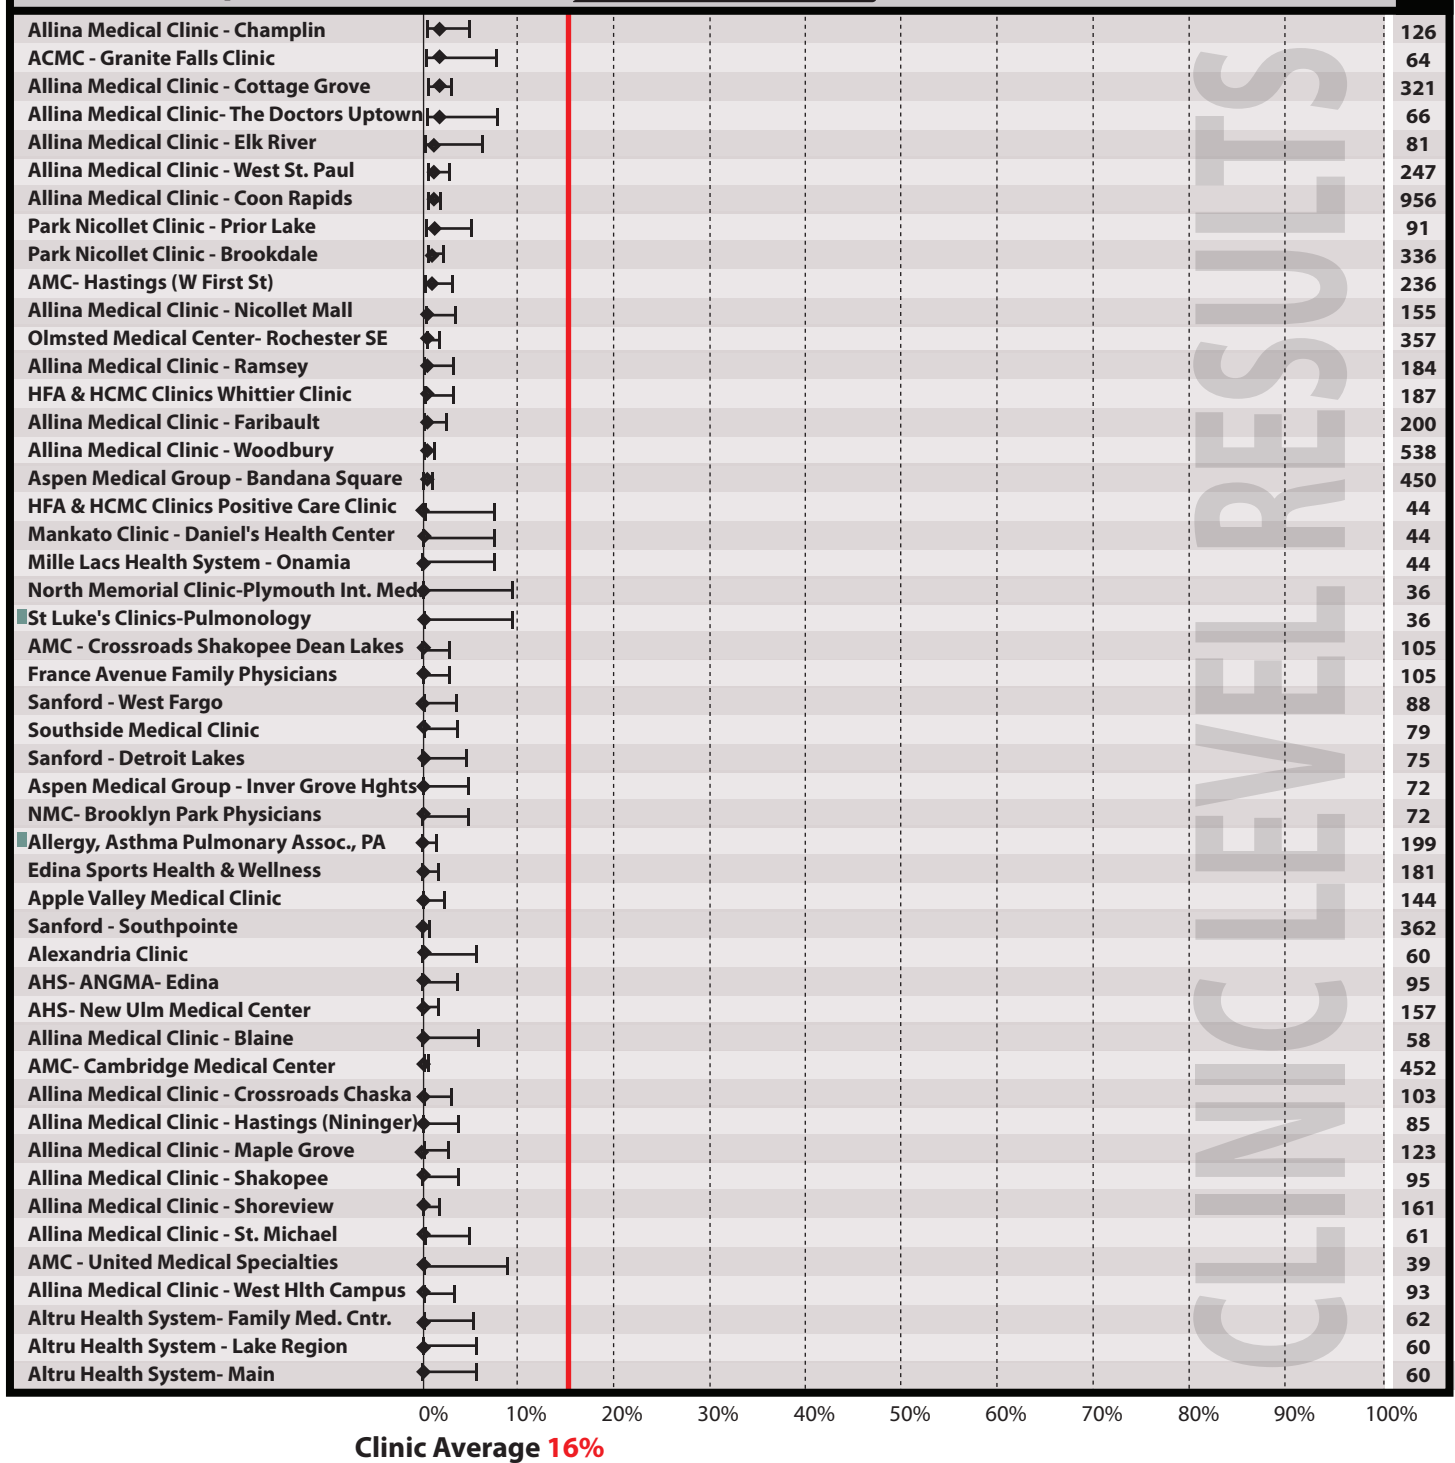 Allina Medical Clinic - Champlin 126
ACMC - Granite Falls Clinic 64
Allina Medical Clinic - Cottage Grove 321
Allina Medical Clinic- The Doctors Uptown 66
Allina Medical Clinic - Elk River 81
Allina Medical Clinic - West St. Paul 247
Allina Medical Clinic - Coon Rapids 956
Park Nicollet Clinic - Prior Lake 91
Park Nicollet Clinic - Brookdale 336
AMC- Hastings (W First St) 236
Allina Medical Clinic - Nicollet Mall 155
Olmsted Medical Center- Rochester SE 357
Allina Medical Clinic - Ramsey 184
HFA & HCMC Clinics Whittier Clinic 187
Allina Medical Clinic - Faribault 200
Allina Medical Clinic - Woodbury 538
Aspen Medical Group - Bandana Square 450
HFA & HCMC Clinics Positive Care Clinic 44
Mankato Clinic - Daniel's Health Center 44
Mille Lacs Health System - Onamia 44
North Memorial Clinic-Plymouth Int. Med 36
St Luke's Clinics-Pulmonology 36
AMC - Crossroads Shakopee Dean Lakes 105
France Avenue Family Physicians 105
Sanford - West Fargo 88
Southside Medical Clinic 79
Sanford - Detroit Lakes 75
Aspen Medical Group - Inver Grove Hghts 72
NMC- Brooklyn Park Physicians 72
Allergy, Asthma Pulmonary Assoc., PA 199
Edina Sports Health & Wellness 181
Apple Valley Medical Clinic 144
Sanford - Southpointe 362
Alexandria Clinic 60
AHS- ANGMA- Edina 95
AHS- New Ulm Medical Center 157
Allina Medical Clinic - Blaine 58
AMC- Cambridge Medical Center 452
Allina Medical Clinic - Crossroads Chaska 103
Allina Medical Clinic - Hastings (Nininger) 85
Allina Medical Clinic - Maple Grove 123
Allina Medical Clinic - Shakopee 95
Allina Medical Clinic - Shoreview 161
Allina Medical Clinic - St. Michael 61
AMC - United Medical Specialties 39
Allina Medical Clinic - West Hlth Campus 93
Altru Health System- Family Med. Cntr. 62
Altru Health System - Lake Region 60
Altru Health System- Main 60
CLINIC LEVEL RESULTS
0% 10% 20% 30% 40% 50% 60% 70% 80% 90% 100%
Clinic Average 16%